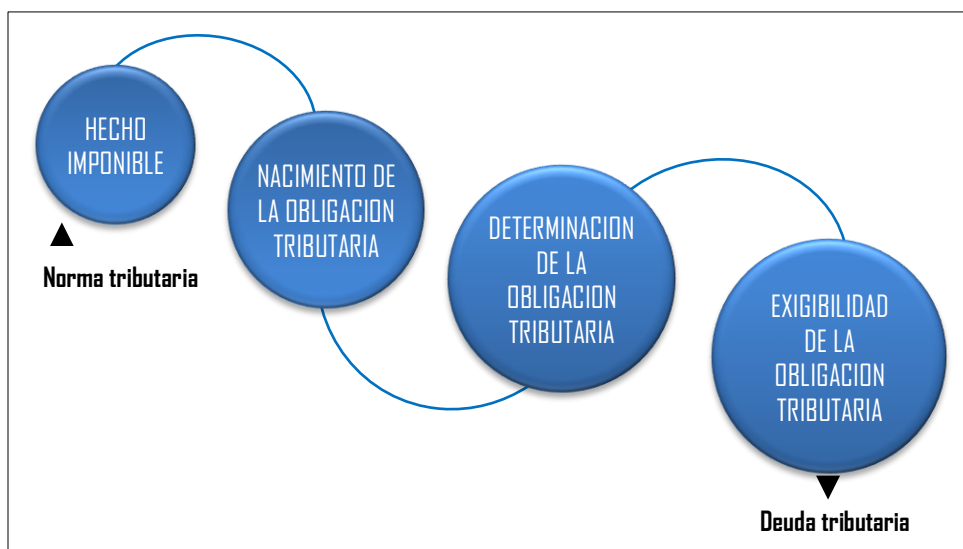 HECHO
IMPONIBLE
Norma tributaria
NACIMIENTO DE
LA OBLIGACION
TRIBUTARIA
DETERMINACION
DE LA
OBLIGACION
TRIBUTARIA
EXIGIBILIDAD
DE LA
OBLIGACION
TRIBUTARIA
Deuda tributaria